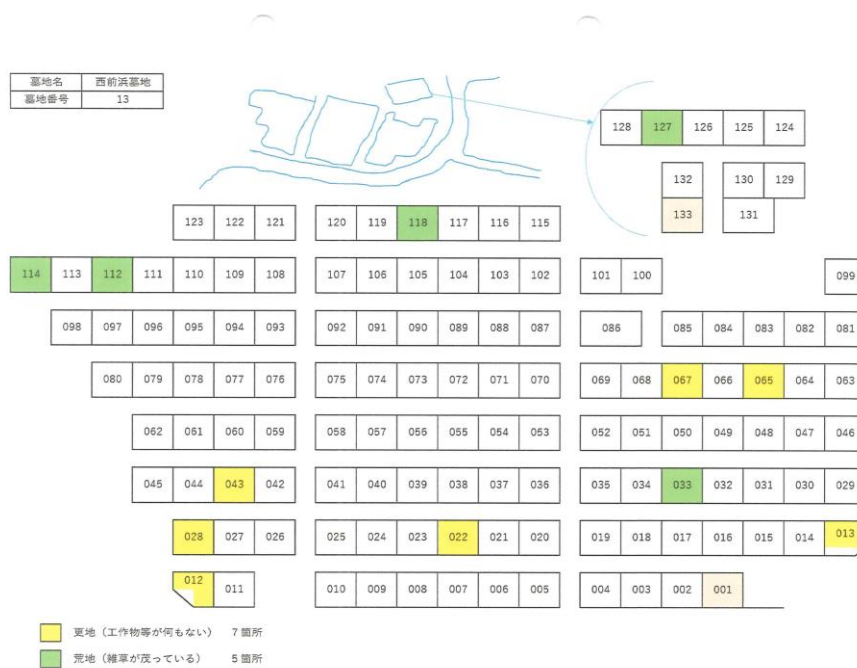 墓地名 西前浜墓地
墓地番号 13
128 127 126 125 124
132 130 129
133 131
123 122 121 120 119 118 117 116 115
114 113 112 111 110 109 108 107 106 105 104 103 102 101 100 099
098 097 096 095 094 093 092 091 090 089 088 087 086 085 084 083 082 081
080 079 078 077 076 075 074 073 072 071 070 069 068 067 066 065 064 063
062 061 060 059 058 057 056 055 054 053 052 051 050 049 048 047 046
045 044 043 042 041 040 039 038 037 036 035 034 033 032 031 030 029
028 027 026 025 024 023 022 021 020 019 018 017 016 015 014 013
012 011 010 009 008 007 006 005 004 003 002 001
更地（工作物等が何もない） 7箇所
荒地（雑草が茂っている） 5箇所